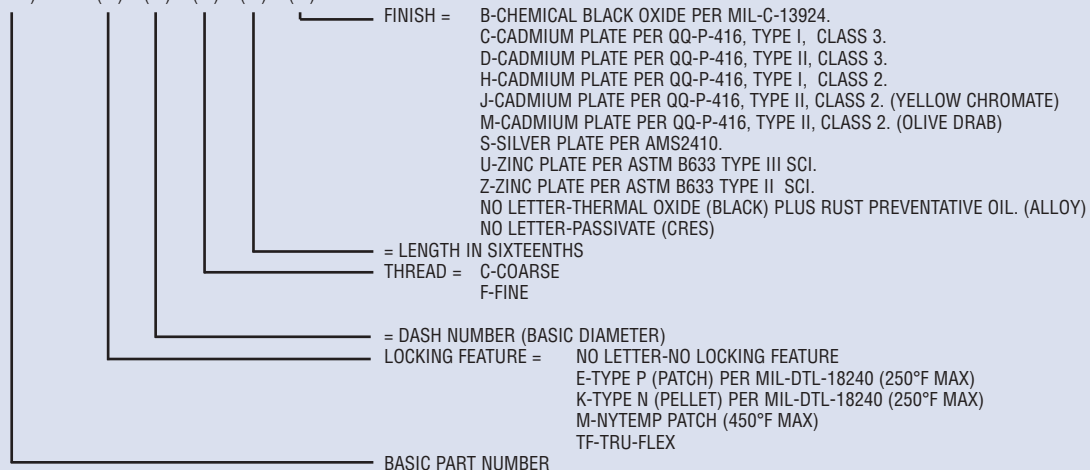 FINISH = B-CHEMICAL BLACK OXIDE PER MIL-C-13924.
C-CADMIUM PLATE PER QQ-P-416, TYPE I, CLASS 3.
D-CADMIUM PLATE PER QQ-P-416, TYPE II, CLASS 3.
H-CADMIUM PLATE PER QQ-P-416, TYPE I, CLASS 2.
J-CADMIUM PLATE PER QQ-P-416, TYPE II, CLASS 2. (YELLOW CHROMATE)
M-CADMIUM PLATE PER QQ-P-416, TYPE II, CLASS 2. (OLIVE DRAB)
S-SILVER PLATE PER AMS2410.
U-ZINC PLATE PER ASTM B633 TYPE III SCI.
Z-ZINC PLATE PER ASTM B633 TYPE II SCI.
NO LETTER-THERMAL OXIDE (BLACK) PLUS RUST PREVENTATIVE OIL. (ALLOY)
NO LETTER-PASSIVATE (CRES)
= LENGTH IN SIXTEENTHS
THREAD = C-COARSE
F-FINE
= DASH NUMBER (BASIC DIAMETER)
LOCKING FEATURE = NO LETTER-NO LOCKING FEATURE
E-TYPE P (PATCH) PER MIL-DTL-18240 (250°F MAX)
K-TYPE N (PELLET) PER MIL-DTL-18240 (250°F MAX)
M-NYTEMP PATCH (450°F MAX)
TF-TRU-FLEX
BASIC PART NUMBER